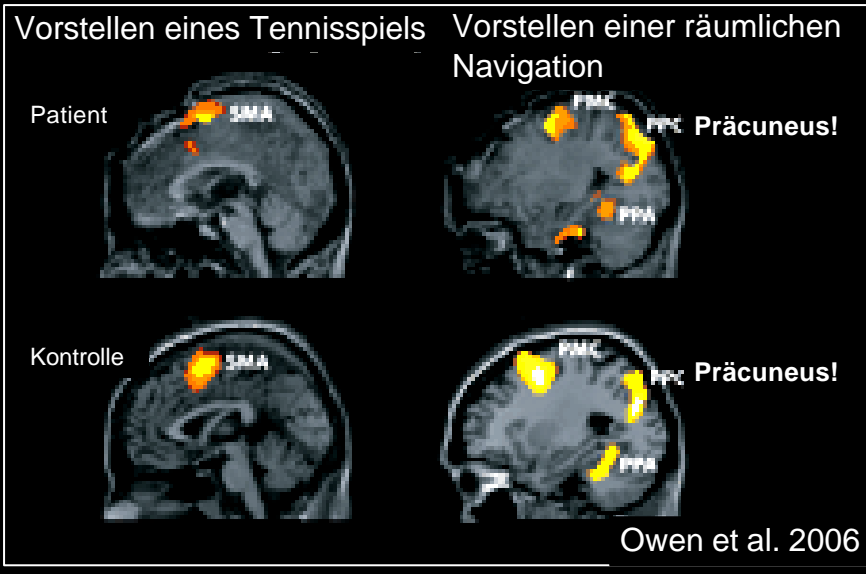 Vorstellen eines Tennisspiels
Vorstellen einer räumlichen
Navigation
Patient
SMA
PMC
PPC
Präcuneus!
PPA
Kontrolle
SMA
PMC
PPC
Präcuneus!
PPA
Owen et al. 2006